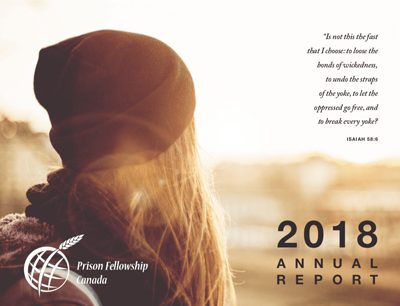 "Is not this the fast
that I choose: to loose the
bonds of wickedness,
to undo the straps
of the yoke, to let the
oppressed go free, and
to break every yoke?
ISAIAH 58:6
2018
ANNUAL
REPORT
Prison Fellowship
Canada